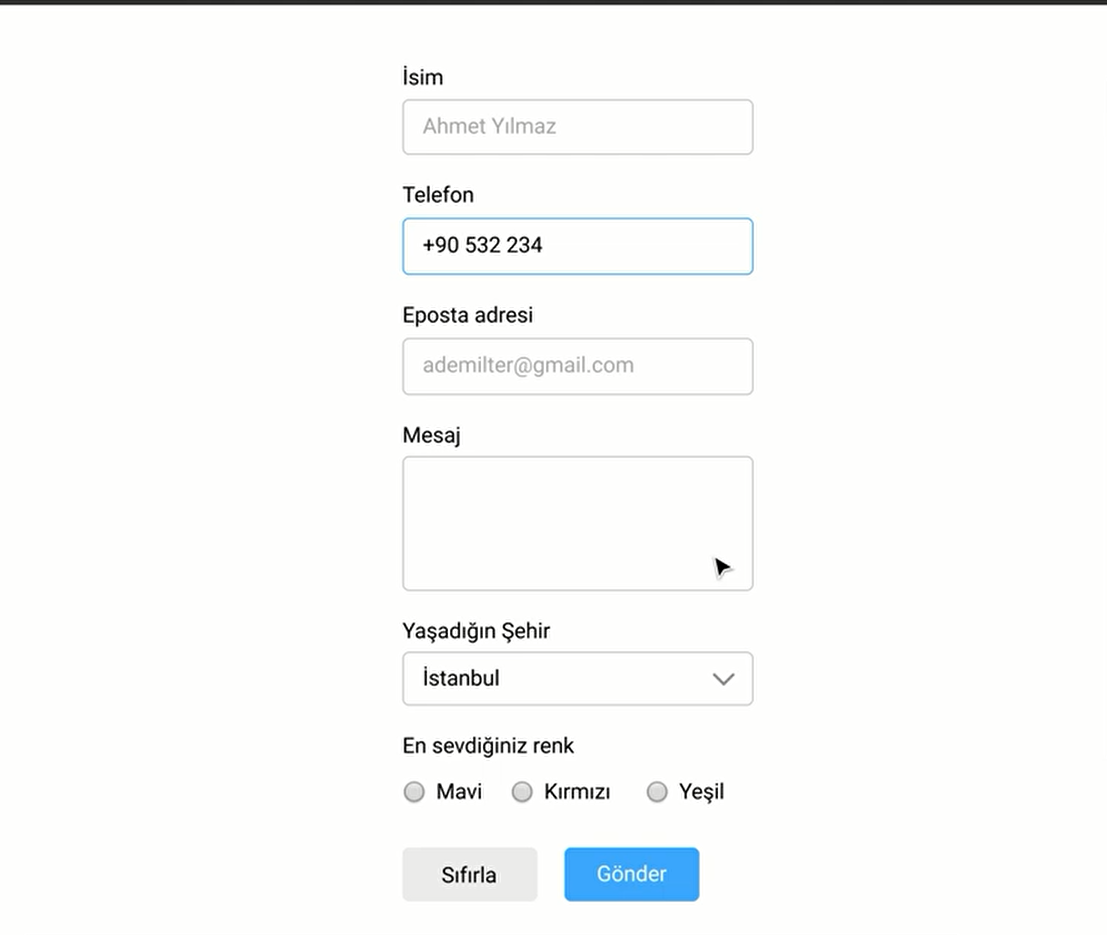 İsim
Ahmet Yılmaz
Telefon
+90 532 234
Eposta adresi
ademilter@gmail.com
Mesaj
Yaşadığın Şehir
İstanbul
En sevdiğiniz renk
Mavi Kırmızı Yeşil
Sıfırla Gönder